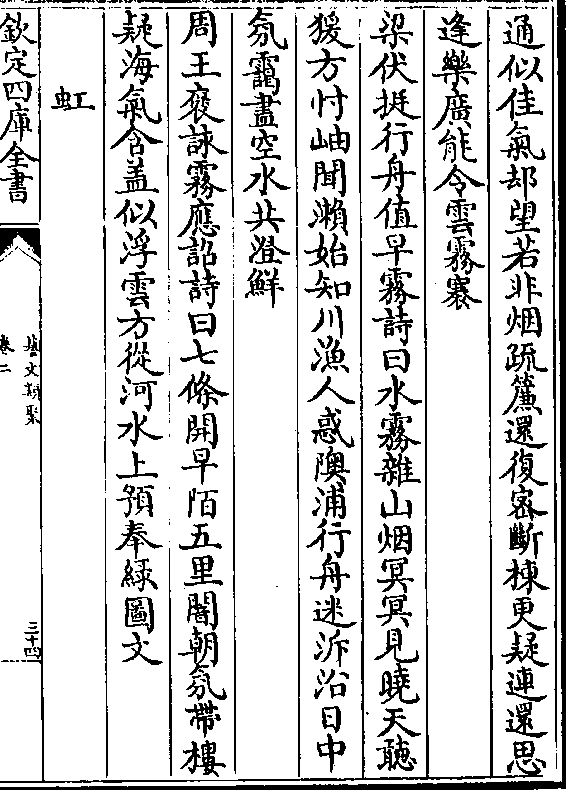 通似佳氣却望若非烟疏簾還復密斷棟更疑連還思
逢樂廣能令雲霧褰
梁伏挺行舟值早霧詩曰水霧雜山烟冥冥見曉天聽
猨方忖岫聞瀨始知川漁人惑隩浦行舟迷泝沿日中
氛靄盡空水共澄鮮
周王褒詠霧應詔詩曰七條開早陌五里闇朝氛帶樓
疑海氣含盖似浮雲方從河水上預奉緑圖文
虹
欽定四庫全書
藝文類聚
卷二
三十四